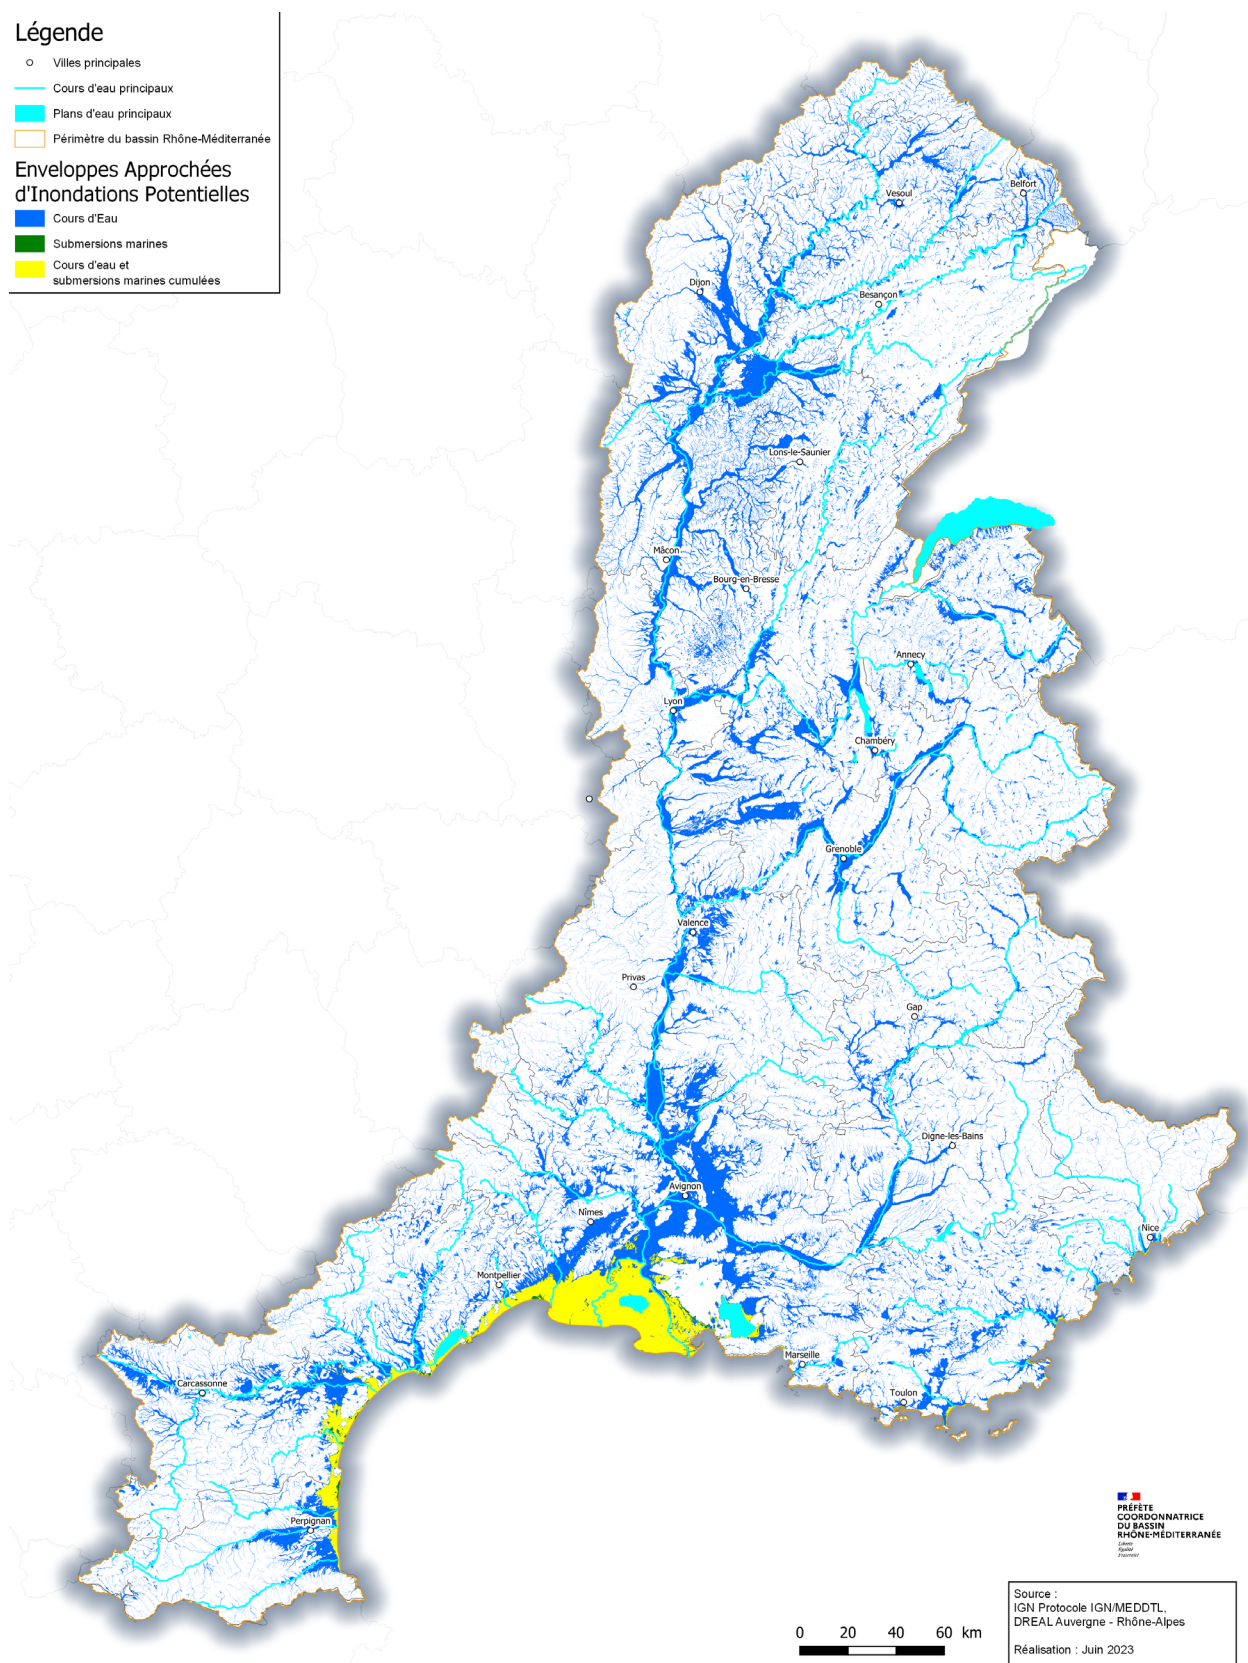 Légende
Villes principales
Cours d'eau principaux
Plans d'eau principaux
Périmètre du bassin Rhône-Méditerranée
Enveloppes Approchées
d'Inondations Potentielles
Cours d'Eau
Submersions marines
Cours d'eau et
submersions marines cumulées
Vesoul
Belfort
Dijon
Besançon
Lons-le-Saunier
Mâcon
Bourg-en-Bresse
Annecy
Lyon
Chambéry
Grenoble
Valence
Privas
Gap
Digne-les-Bains
Avignon
Nîmes
Nice
Montpellier
Marseille
Carcassonne
Toulon
Perpignan
PRÉFÈTE
COORDONNATRICE
DU BASSIN
RHÔNE-MÉDITERRANÉE
Liberté
Égalité
Fraternité
Source :
IGN Protocole IGN/MEDDTL,
DREAL Auvergne - Rhône-Alpes
Réalisation : Juin 2023
0 20 40 60 km